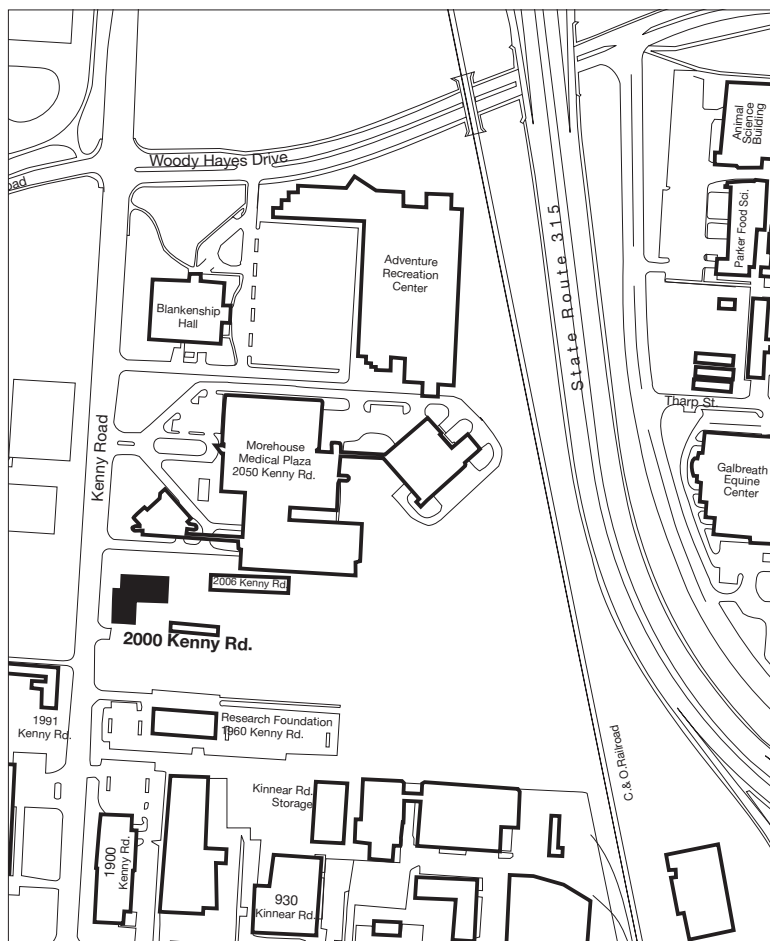 Animal
Science
Building
Woody Hayes Drive
oad
Parker Food Sci.
State Route 315
Adventure
Recreation
Center
Blankenship
Hall
Tharp St.
Kenny Road
Morehouse
Medical Plaza
2050 Kenny Rd.
Galbreath
Equine
Center
2006 Kenny Rd.
2000 Kenny Rd.
1991
Kenny Rd.
Research Foundation
1960 Kenny Rd.
C.& O.Railroad
Kinnear Rd.
Storage
1900
Kenny Rd.
930
Kinnear Rd.